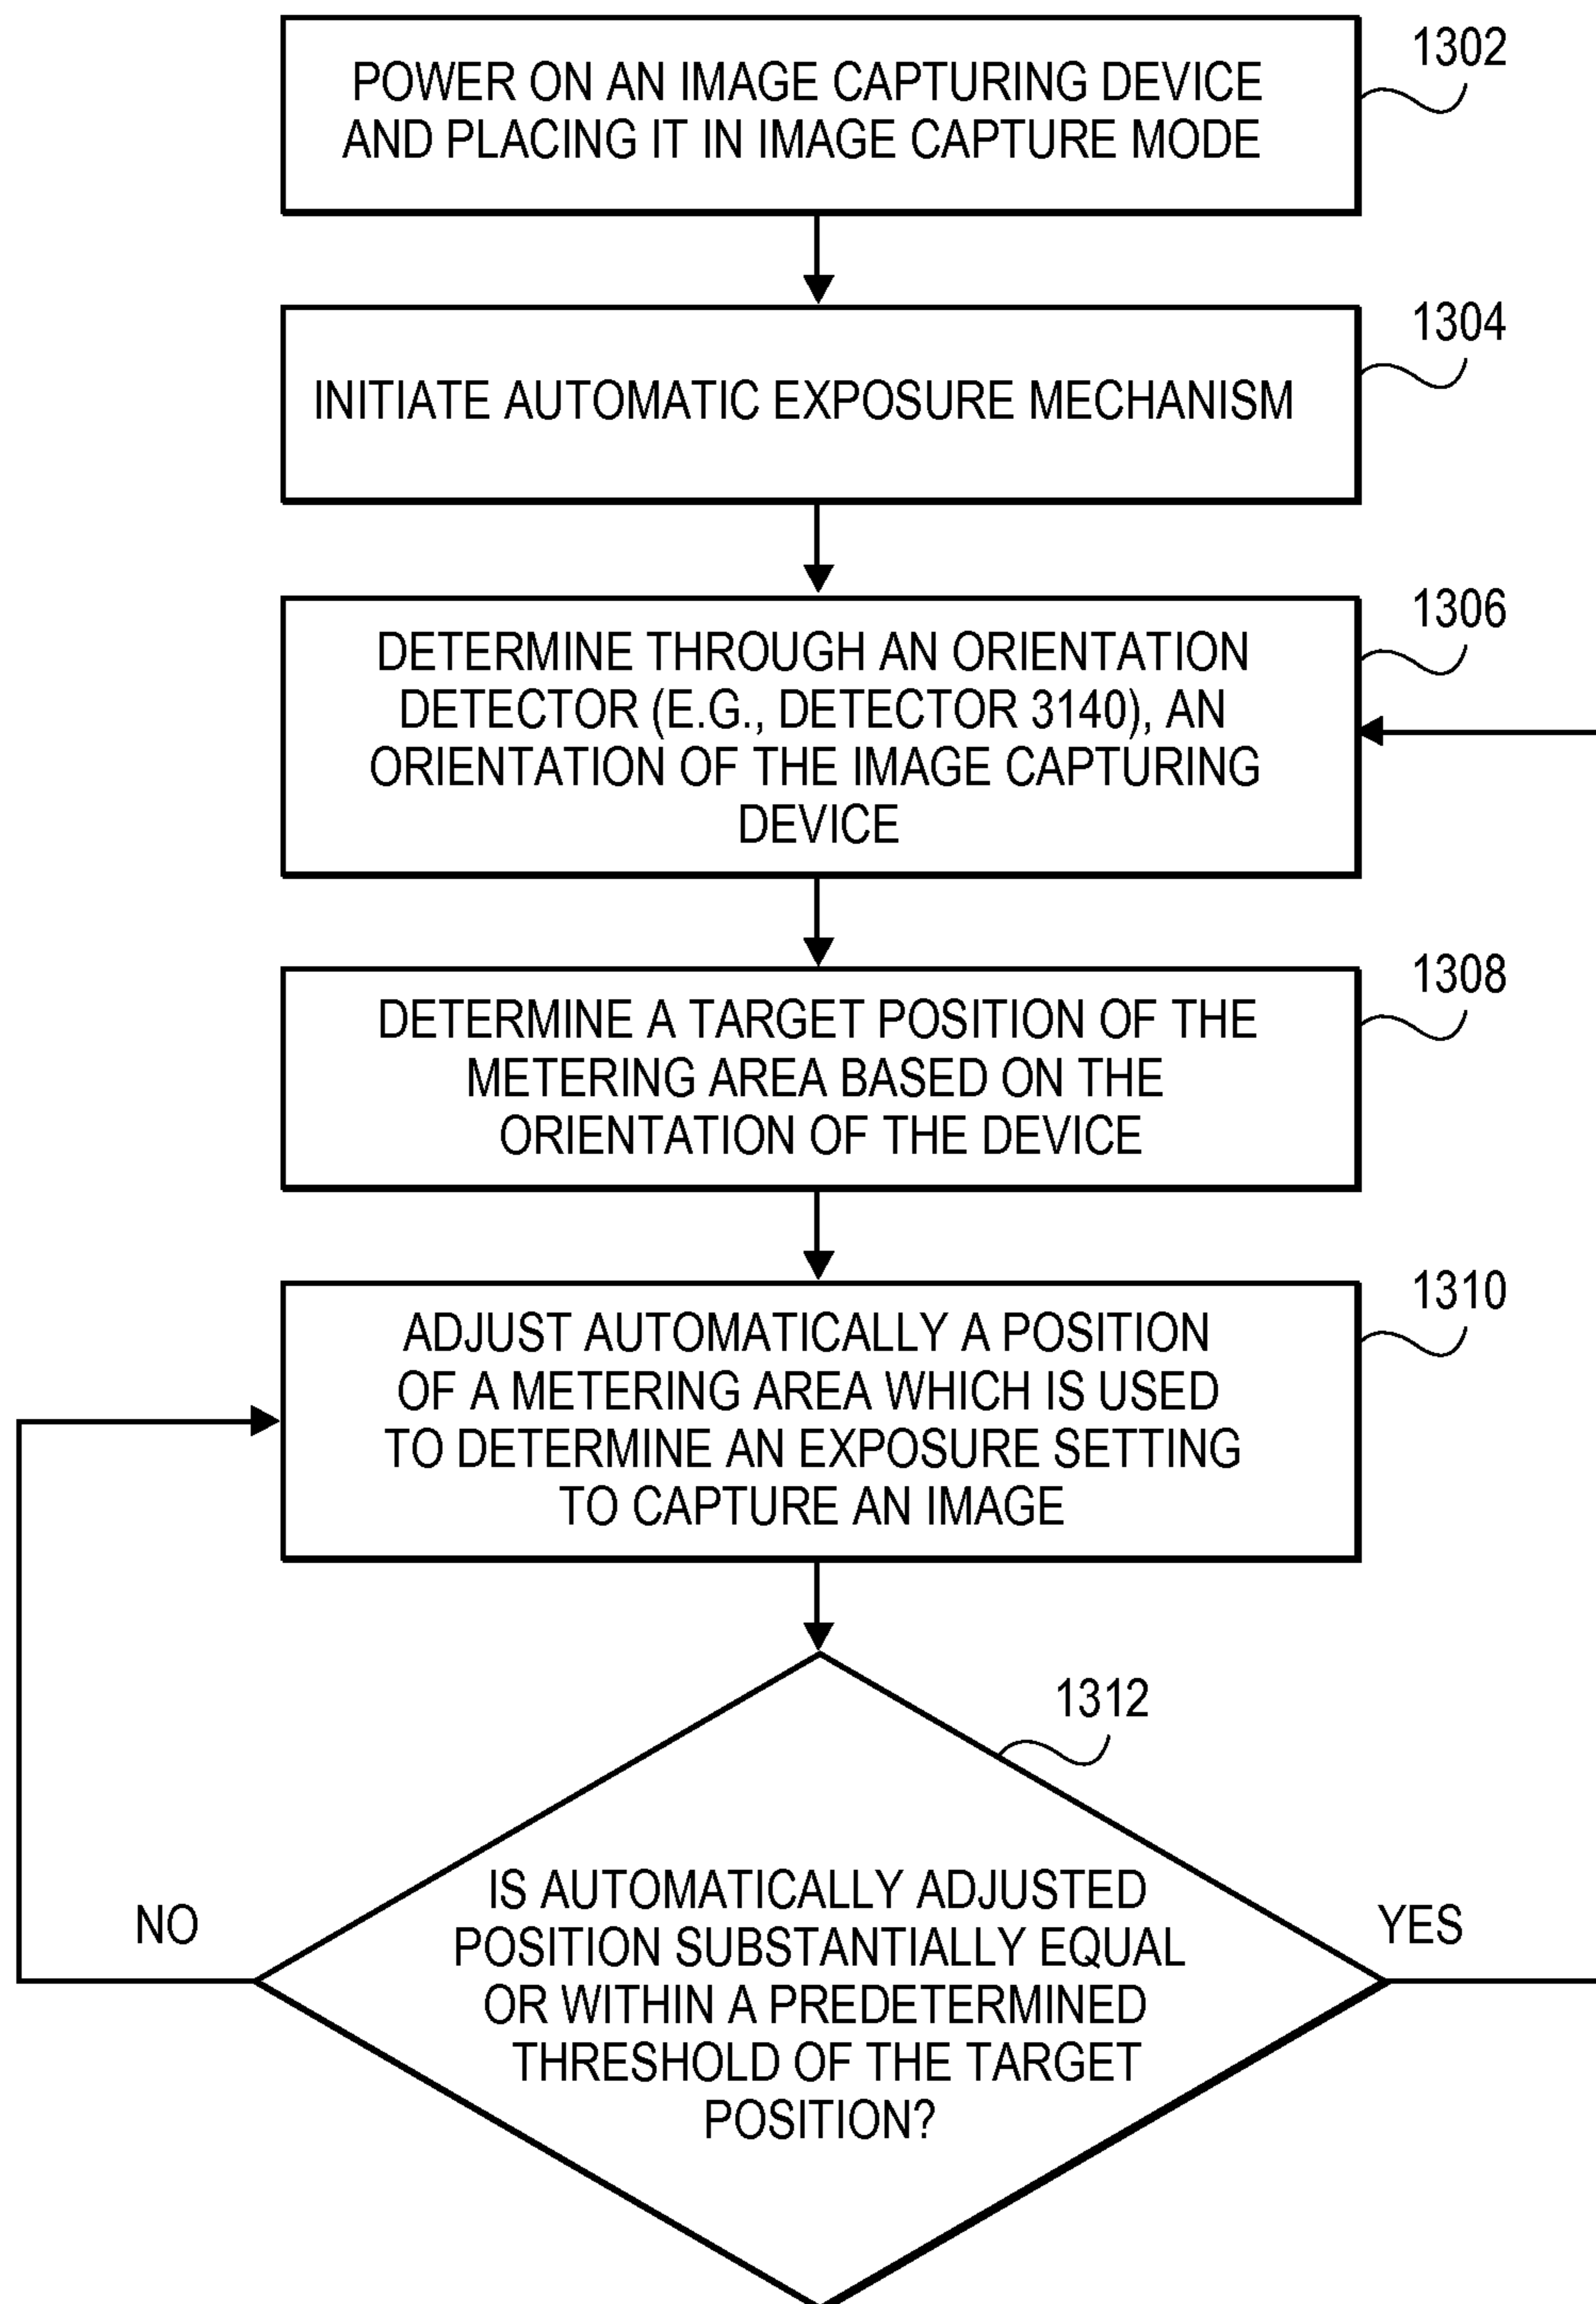 1302
POWER ON AN IMAGE CAPTURING DEVICE
AND PLACING IT IN IMAGE CAPTURE MODE
1304
INITIATE AUTOMATIC EXPOSURE MECHANISM
1306
DETERMINE THROUGH AN ORIENTATION
DETECTOR (E.G., DETECTOR 3140), AN
ORIENTATION OF THE IMAGE CAPTURING
DEVICE
1308
DETERMINE A TARGET POSITION OF THE
METERING AREA BASED ON THE
ORIENTATION OF THE DEVICE
1310
ADJUST AUTOMATICALLY A POSITION
OF A METERING AREA WHICH IS USED
TO DETERMINE AN EXPOSURE SETTING
TO CAPTURE AN IMAGE
1312
IS AUTOMATICALLY ADJUSTED
POSITION SUBSTANTIALLY EQUAL
OR WITHIN A PREDETERMINED
THRESHOLD OF THE TARGET
POSITION?
NO
YES